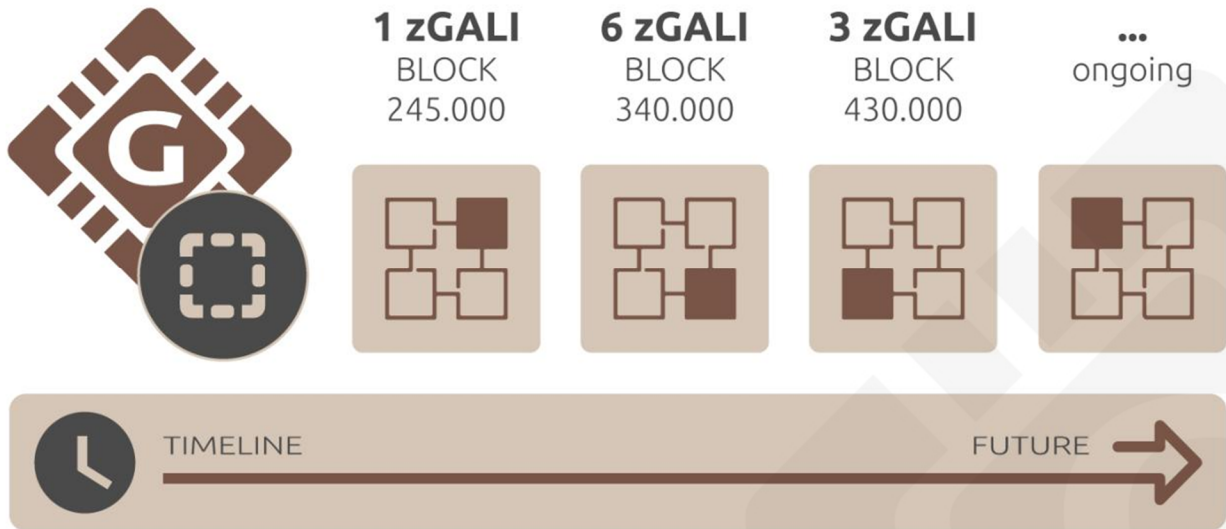 1 zGALI
BLOCK
245.000
6 zGALI
BLOCK
340.000
3 zGALI
BLOCK
430.000
...
ongoing
G
TIMELINE
FUTURE